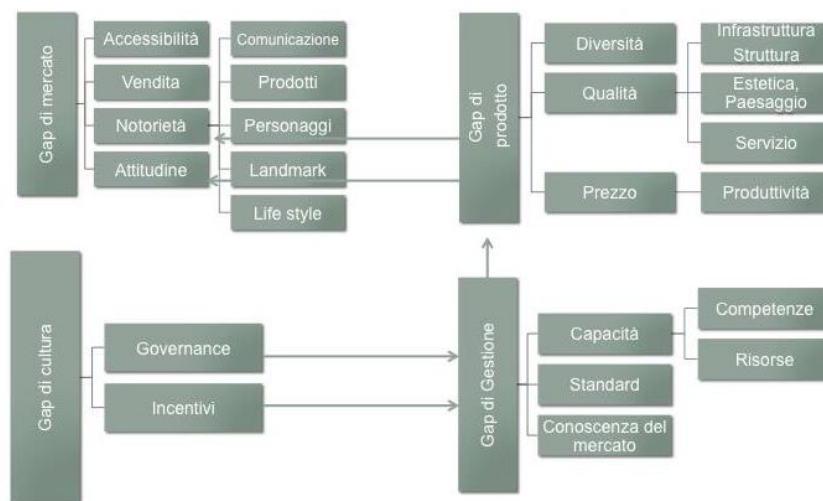 Gap di mercato
Accessibilità
Vendita
Notorietà
Attitudine
Comunicazione
Prodotti
Personaggi
Landmark
Life style
Gap di
prodotto
Diversità
Qualità
Prezzo
Infrastruttura
Struttura
Estetica,
Paesaggio
Servizio
Produttività
Gap di cultura
Governance
Incentivi
Gap di Gestione
Capacità
Standard
Conoscenza del
mercato
Competenze
Risorse